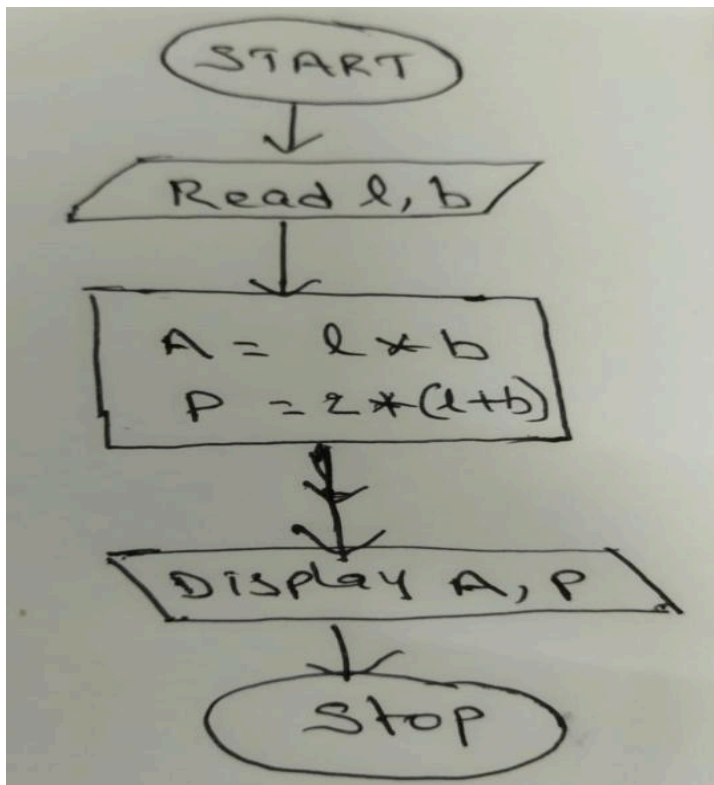 START
Read l, b
A = l * b
P = 2 * (l+b)
Display A, P
Stop